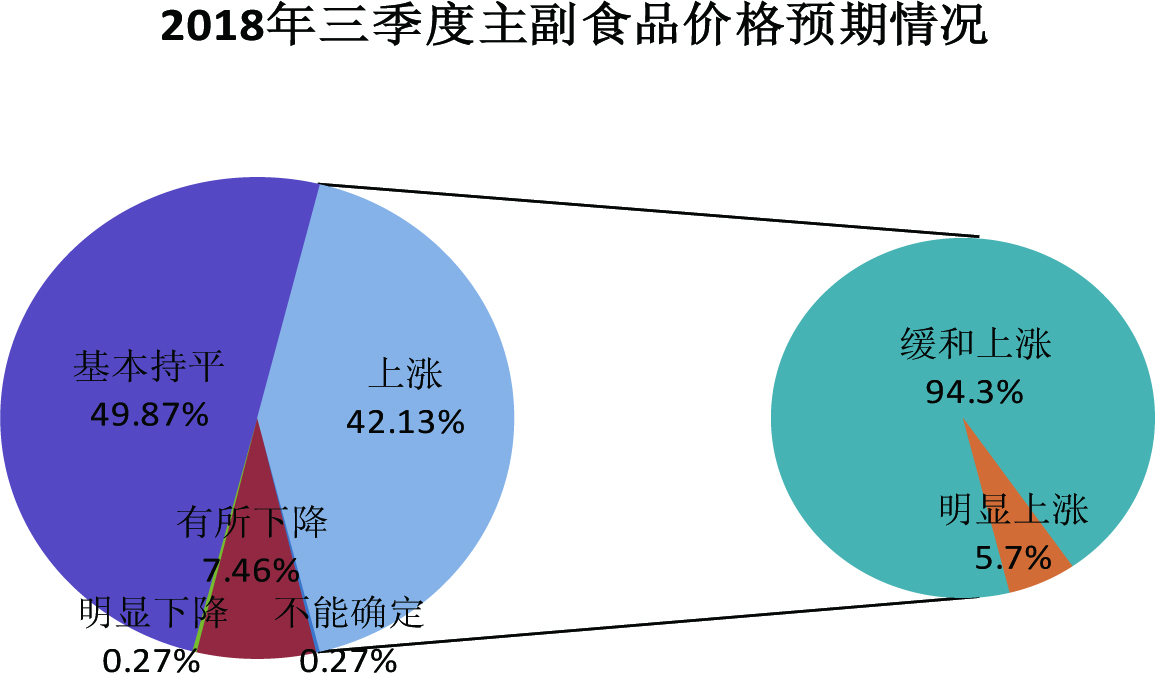 2018年三季度主副食品价格预期情况
基本持平
49.87%
上涨
42.13%
有所下降
7.46%
明显下降
0.27%
不能确定
0.27%
缓和上涨
94.3%
明显上涨
5.7%